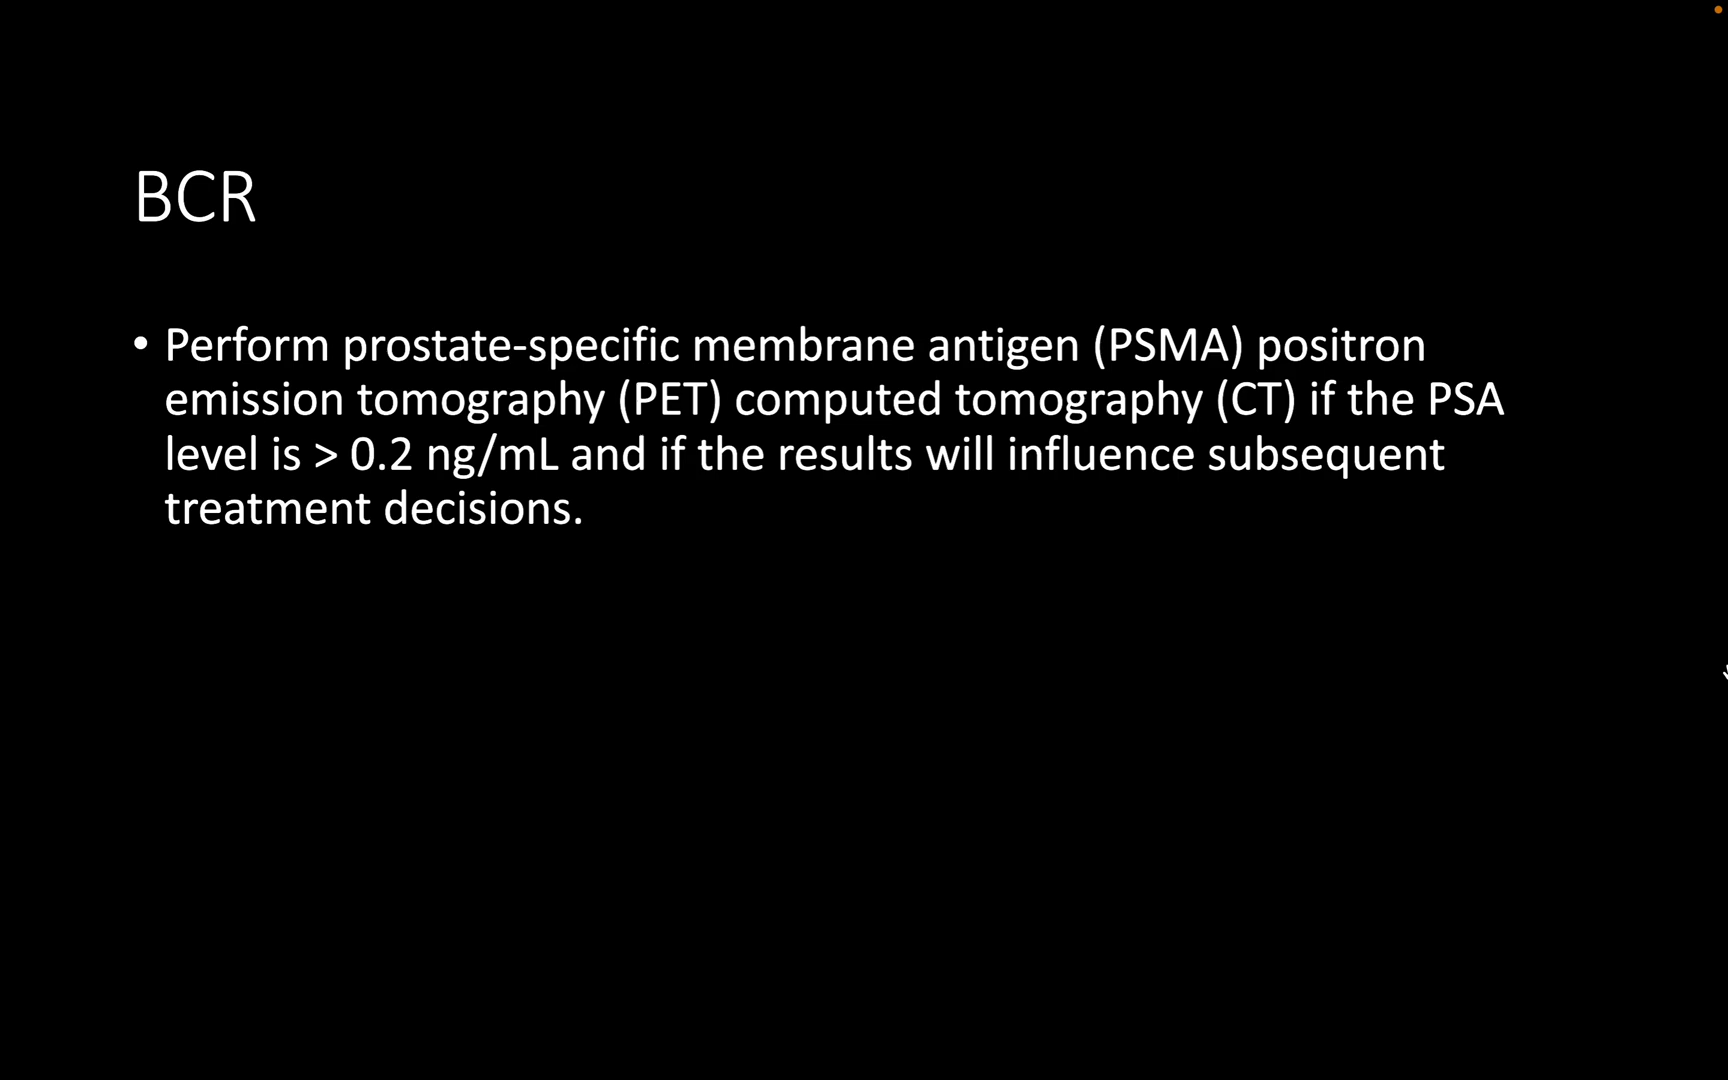 BCR
• Perform prostate-specific membrane antigen (PSMA) positron
emission tomography (PET) computed tomography (CT) if the PSA
level is > 0.2 ng/mL and if the results will influence subsequent
treatment decisions.